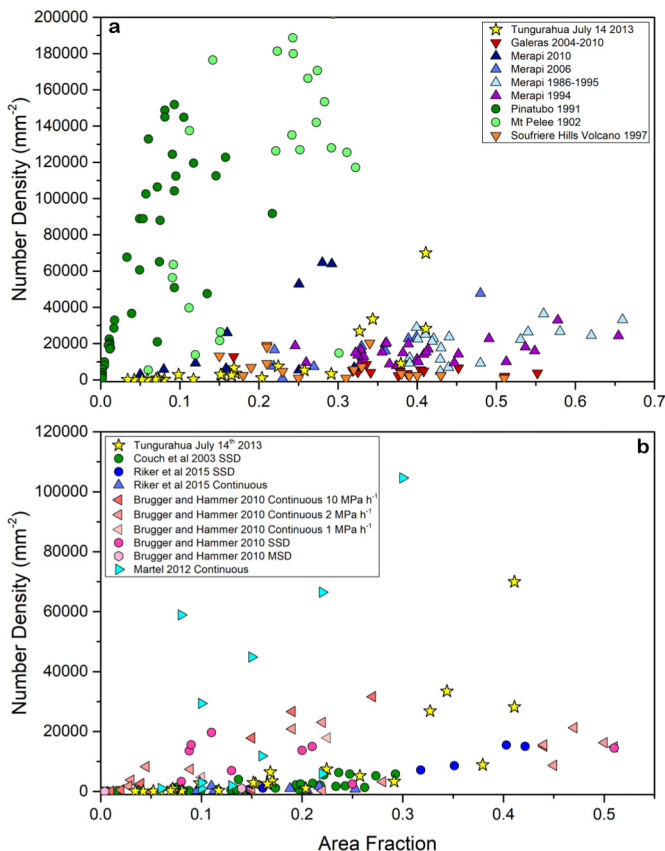 a
Number Density (mm-2)
200000
180000
160000
140000
120000
100000
80000
60000
40000
20000
0
Tungurahua July 14 2013
Galeras 2004-2010
Merapi 2010
Merapi 2006
Merapi 1986-1995
Merapi 1994
Pinatubo 1991
Mt Pelee 1902
Soufriere Hills Volcano 1997
0.0 0.1 0.2 0.3 0.4 0.5 0.6 0.7
b
Number Density (mm-2)
120000
100000
80000
60000
40000
20000
0
Tungurahua July 14th 2013
Couch et al 2003 SSD
Riker et al 2015 SSD
Riker et al 2015 Continuous
Brugger and Hammer 2010 Continuous 10 MPa h-1
Brugger and Hammer 2010 Continuous 2 MPa h-1
Brugger and Hammer 2010 Continuous 1 MPa h-1
Brugger and Hammer 2010 SSD
Brugger and Hammer 2010 MSD
Martel 2012 Continuous
0.0 0.1 0.2 0.3 0.4 0.5 0.6
Area Fraction